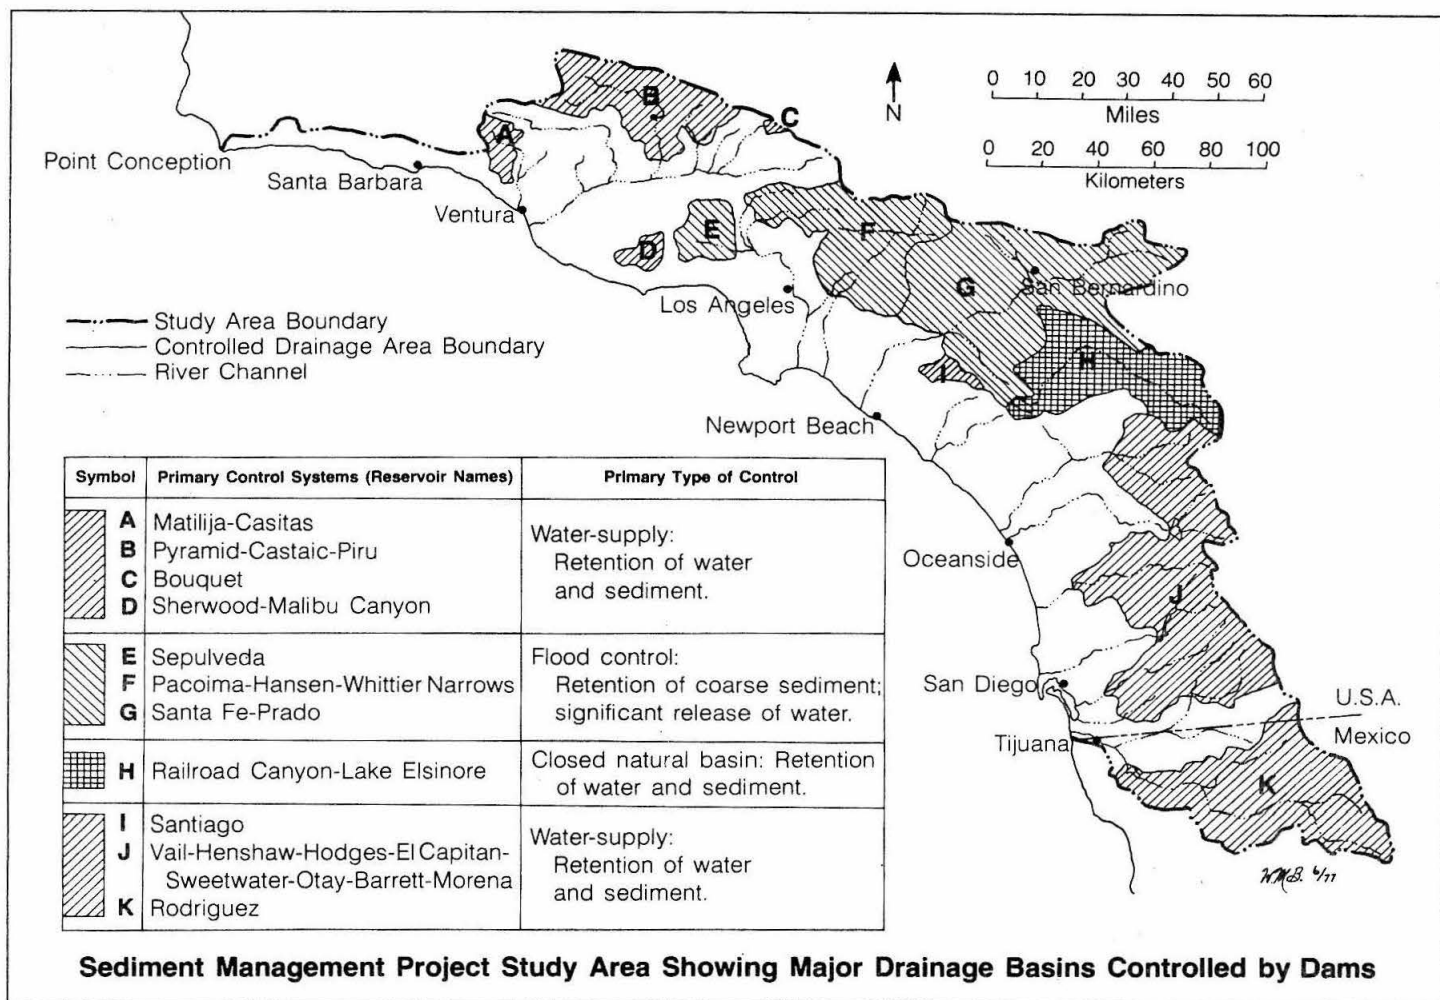 N
0 10 20 30 40 50 60
Miles
0 20 40 60 80 100
Kilometers
B
C
A
Point Conception
Santa Barbara
Ventura
E
F
D
G
San Bernardino
Los Angeles
Study Area Boundary
Controlled Drainage Area Boundary
River Channel
H
I
Newport Beach
Oceanside
J
San Diego
U.S.A.
Tijuana
Mexico
K
W.McB. 6/77
Symbol Primary Control Systems (Reservoir Names) Primary Type of Control
A Matilija-Casitas
B Pyramid-Castaic-Piru
C Bouquet
D Sherwood-Malibu Canyon
Water-supply:
Retention of water
and sediment.
E Sepulveda
F Pacoima-Hansen-Whittier Narrows
G Santa Fe-Prado
Flood control:
Retention of coarse sediment;
significant release of water.
H Railroad Canyon-Lake Elsinore
Closed natural basin: Retention
of water and sediment.
I Santiago
J Vail-Henshaw-Hodges-El Capitan-
Sweetwater-Otay-Barrett-Morena
K Rodriguez
Water-supply:
Retention of water
and sediment.
Sediment Management Project Study Area Showing Major Drainage Basins Controlled by Dams